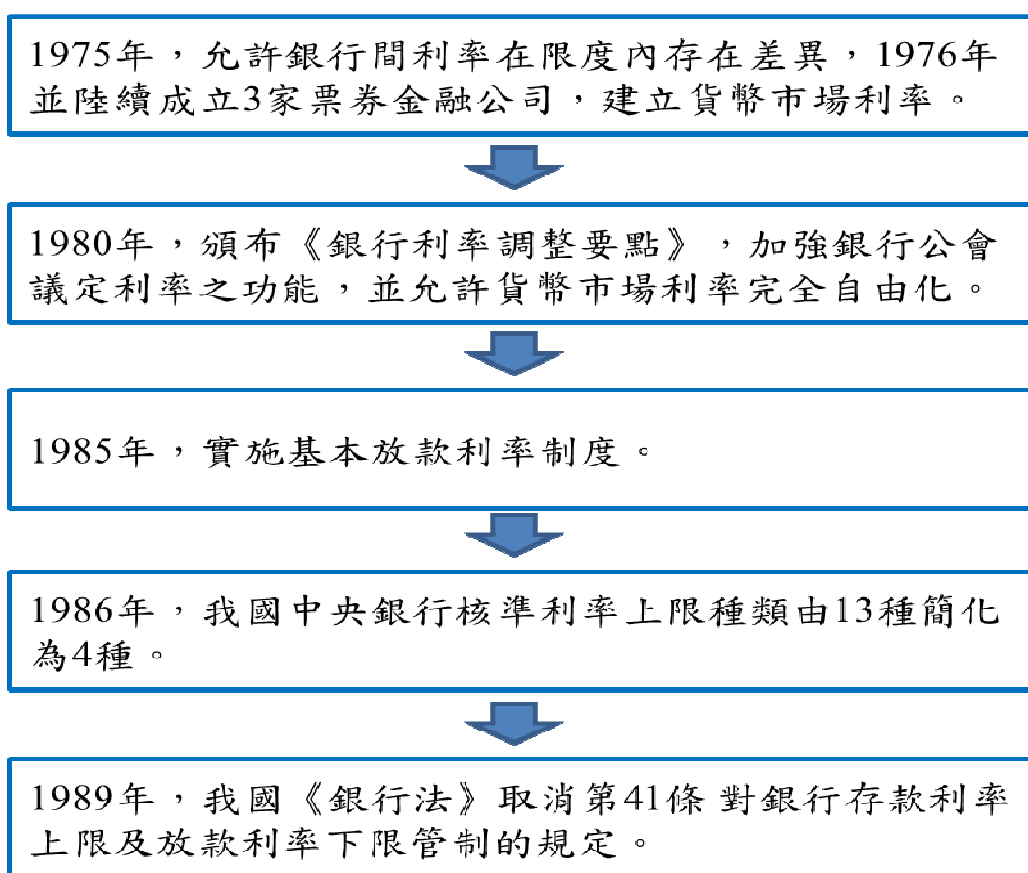 1975年，允許銀行間利率在限度內存在差異，1976年
並陸續成立3家票券金融公司，建立貨幣市場利率。
1980年，頒布《銀行利率調整要點》，加強銀行公會
議定利率之功能，並允許貨幣市場利率完全自由化。
1985年，實施基本放款利率制度。
1986年，我國中央銀行核準利率上限種類由13種簡化
為4種。
1989年，我國《銀行法》取消第41條 對銀行存款利率
上限及放款利率下限管制的規定。